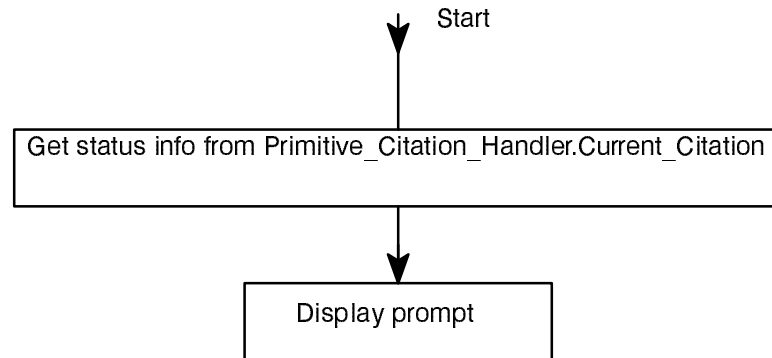 Start
Get status info from Primitive_Citation_Handler.Current_Citation
Display prompt